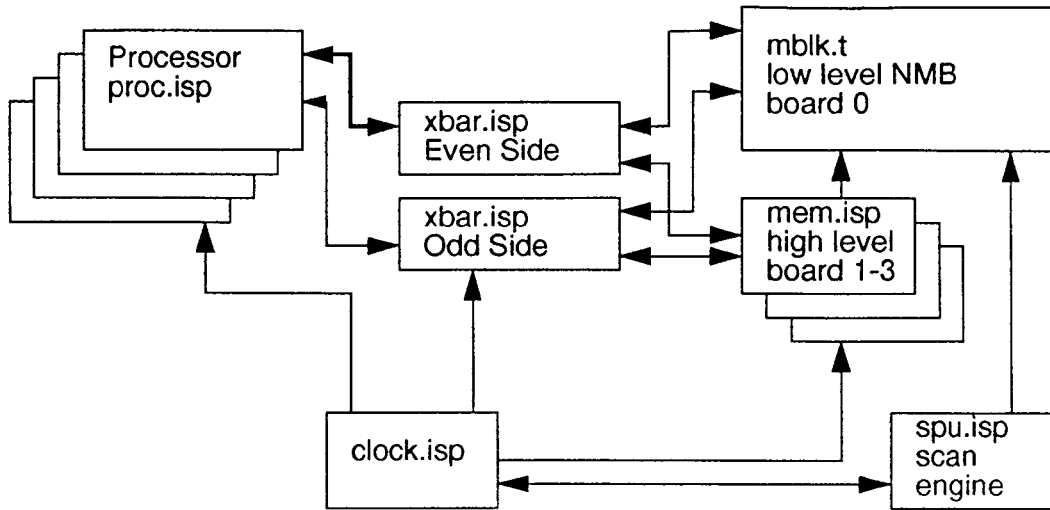 Processor
proc.isp
xbar.isp
Even Side
xbar.isp
Odd Side
mblk.t
low level NMB
board 0
mem.isp
high level
board 1-3
clock.isp
spu.isp
scan
engine